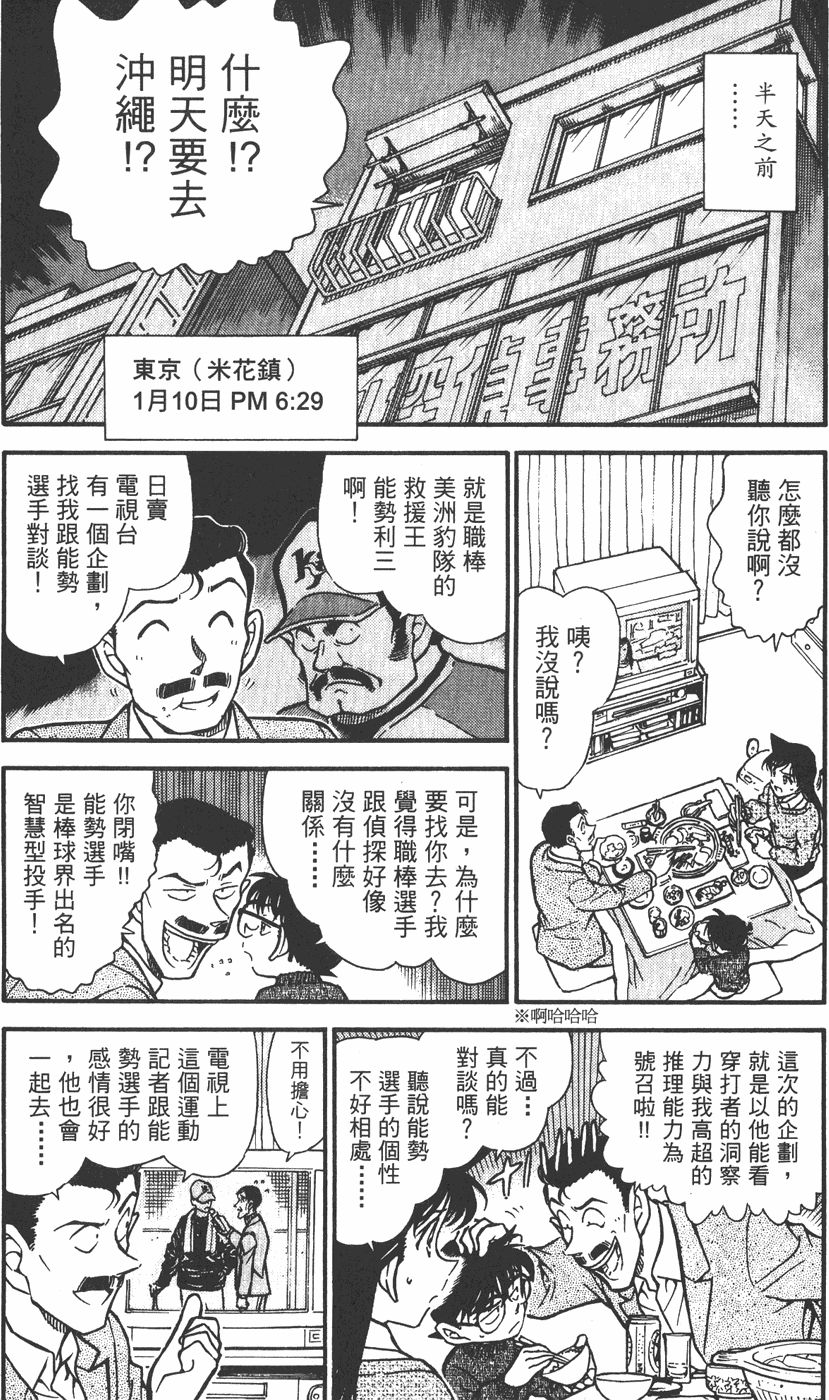 半天之前
……
什麼!?
明天要去
沖繩!?
偵事務所
東京（米花鎮）
1月10日 PM 6:29
怎麼都沒
聽你說啊?
咦?
我沒說嗎?
就是職棒
美洲豹隊的
救援王
能勢利三
啊!
日賣
電視台
有一個企劃，
找我跟能勢
選手對談!
可是，為什麼
要找你去?我
覺得職棒選手
跟偵探好像
沒有什麼
關係……
你閉嘴!!
能勢選手
是棒球界出名的
智慧型投手!
※啊哈哈哈
這次的企劃，
就是以他能看
穿打者的洞察
力與我高超的
推理能力為
號召啦!!
不過…
真的能
對談嗎?
聽說能勢
選手的個性
不好相處……
不用擔心!
電視上
這個運動
記者跟能
勢選手的
感情很好
，他也會
一起去……